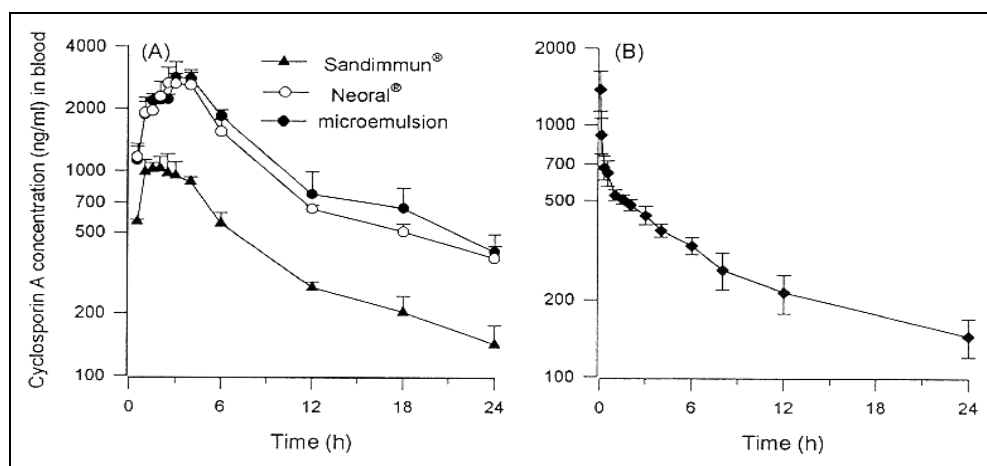 Cyclosporin A concentration (ng/ml) in blood
(A)
4000
2000
1000
700
500
200
100
Sandimmun®
Neoral®
microemulsion
0 6 12 18 24
Time (h)
(B)
2000
1000
700
500
200
100
0 6 12 18 24
Time (h)